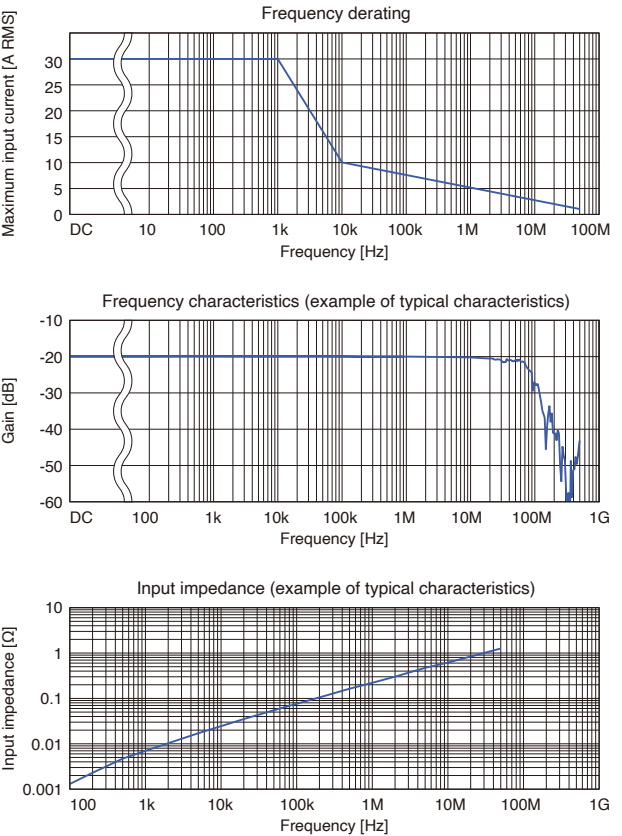 Frequency derating
Maximum input current [A RMS]
30
25
20
15
10
5
0
DC 10 100 1k 10k 100k 1M 10M 100M
Frequency [Hz]
Frequency characteristics (example of typical characteristics)
Gain [dB]
-10
-20
-30
-40
-50
-60
DC 100 1k 10k 100k 1M 10M 100M 1G
Frequency [Hz]
Input impedance (example of typical characteristics)
Input impedance [Ω]
10
1
0.1
0.01
0.001
100 1k 10k 100k 1M 10M 100M 1G
Frequency [Hz]